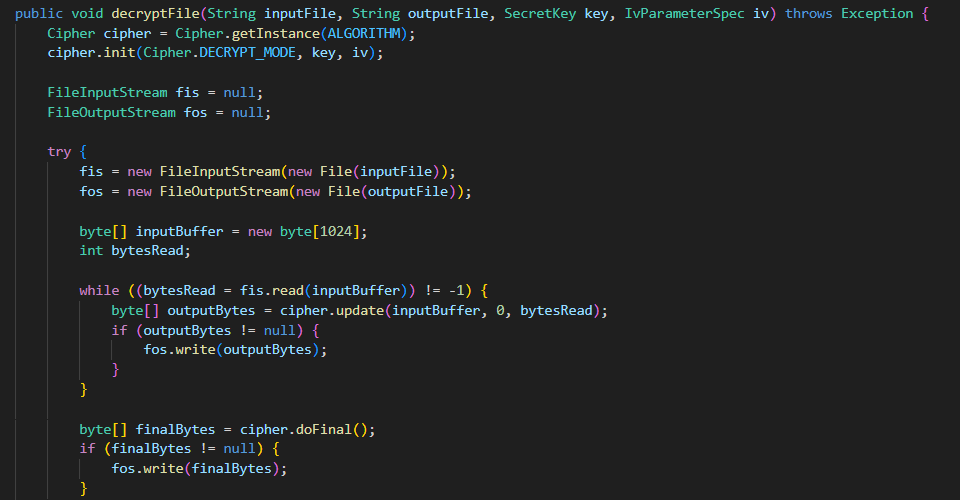 public void decryptFile(String inputFile, String outputFile, SecretKey key, IvParameterSpec iv) throws Exception {
    Cipher cipher = Cipher.getInstance(ALGORITHM);
    cipher.init(Cipher.DECRYPT_MODE, key, iv);

    FileInputStream fis = null;
    FileOutputStream fos = null;

    try {
        fis = new FileInputStream(new File(inputFile));
        fos = new FileOutputStream(new File(outputFile));

        byte[] inputBuffer = new byte[1024];
        int bytesRead;

        while ((bytesRead = fis.read(inputBuffer)) != -1) {
            byte[] outputBytes = cipher.update(inputBuffer, 0, bytesRead);
            if (outputBytes != null) {
                fos.write(outputBytes);
            }
        }

        byte[] finalBytes = cipher.doFinal();
        if (finalBytes != null) {
            fos.write(finalBytes);
        }